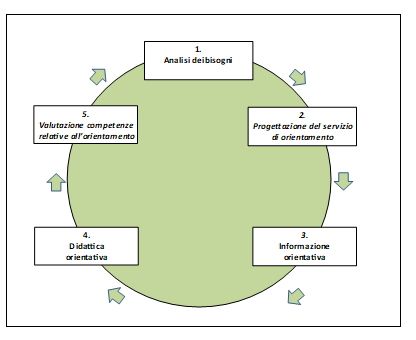 1.
Analisi dei bisogni
2.
Progettazione del servizio
di orientamento
3.
Informazione
orientativa
4.
Didattica
orientativa
5.
Valutazione competenze
relative all'orientamento